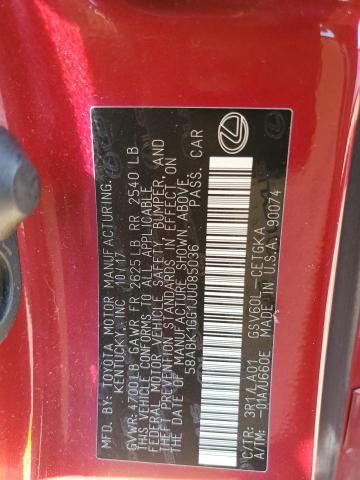 MFD. BY: TOYOTA MOTOR MANUFACTURING,
KENTUCKY, INC 10/17
GVWR 4700LB GAWR FR 2625 LB RR 2540 LB
THIS VEHICLE CONFORMS TO ALL APPLICABLE
FEDERAL MOTOR VEHICLE SAFETY, BUMPER, AND
THEFT PREVENTION STANDARDS IN EFFECT ON
THE DATE OF MANUFACTURE SHOWN ABOVE.
58ABK1GG1JU085036 PASS. CAR
C/TR: 3R1/LA01 GSV60L-CETGKA
A/TM: -01A/U660E MADE IN U.S.A. 90074